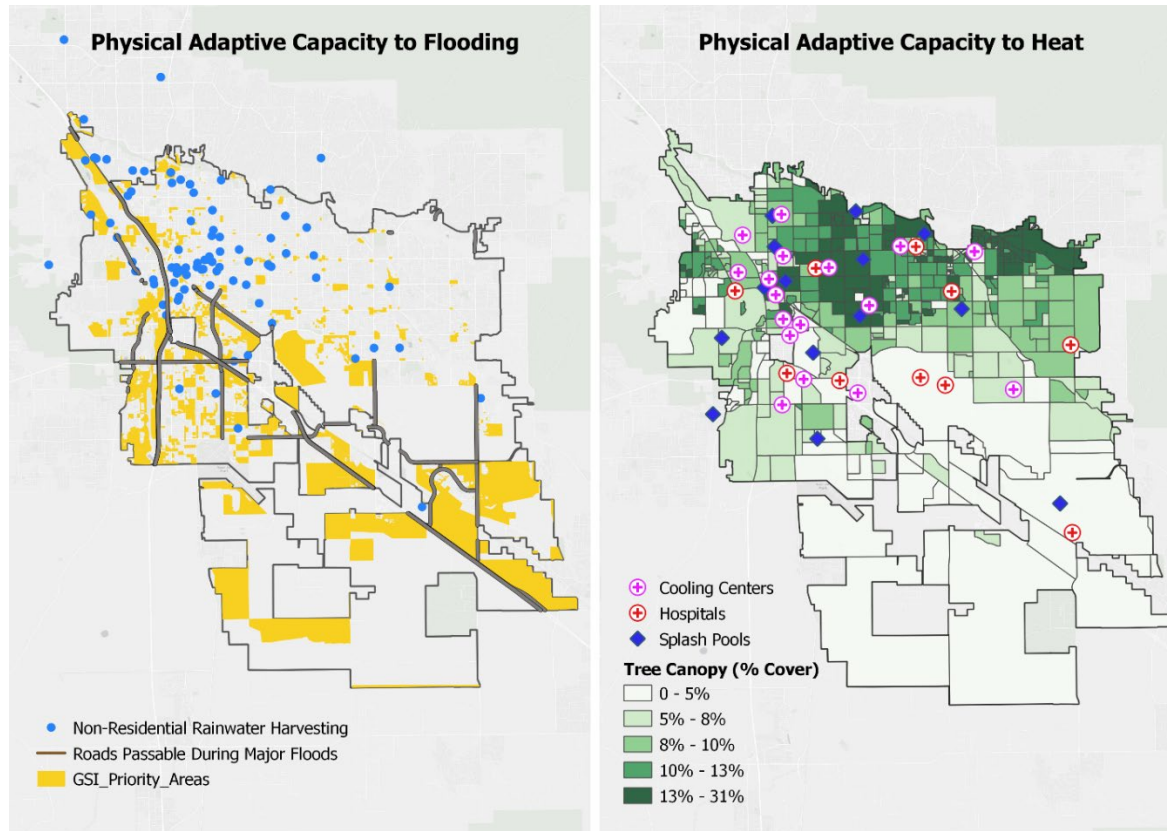 Physical Adaptive Capacity to Flooding
Non-Residential Rainwater Harvesting
Roads Passable During Major Floods
GSI_Priority_Areas
Physical Adaptive Capacity to Heat
Cooling Centers
Hospitals
Splash Pools
Tree Canopy (% Cover)
0 - 5%
5% - 8%
8% - 10%
10% - 13%
13% - 31%